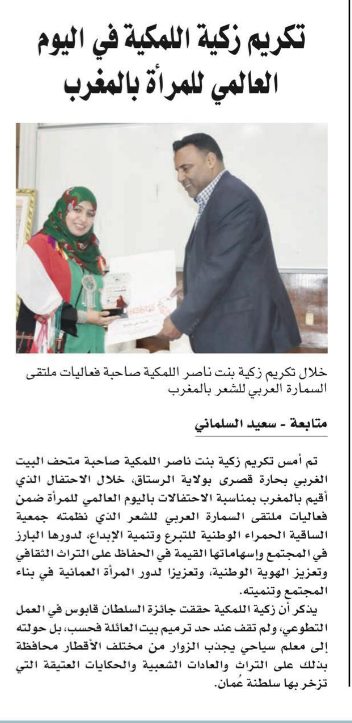 تكريم زكية اللمكية في اليوم
العالمي للمرأة بالمغرب
خلال تكريم زكية بنت ناصر اللمكية صاحبة فعاليات ملتقى
السمارة العربي للشعر بالمغرب
متابعة - سعيد السلماني
تم أمس تكريم زكية بنت ناصر اللمكية صاحبة متحف البيت
الغربي بحارة قصرى بولاية الرستاق، خلال الاحتفال الذي
أقيم بالمغرب بمناسبة الاحتفالات باليوم العالمي للمرأة ضمن
فعاليات ملتقى السمارة العربي للشعر الذي نظمته جمعية
الساقية الحمراء الوطنية للتبرع وتنمية الإبداع، لدورها البارز
في المجتمع وإسهاماتها القيمة في الحفاظ على التراث الثقافي
وتعزيز الهوية الوطنية، وتعزيزا لدور المرأة العمانية في بناء
المجتمع وتنميته.
يذكر أن زكية اللمكية حققت جائزة السلطان قابوس في العمل
التطوعي، ولم تقف عند حد ترميم بيت العائلة فحسب، بل حولته
إلى معلم سياحي يجذب الزوار من مختلف الأقطار محافظة
بذلك على التراث والعادات الشعبية والحكايات العتيقة التي
تزخر بها سلطنة عُمان.